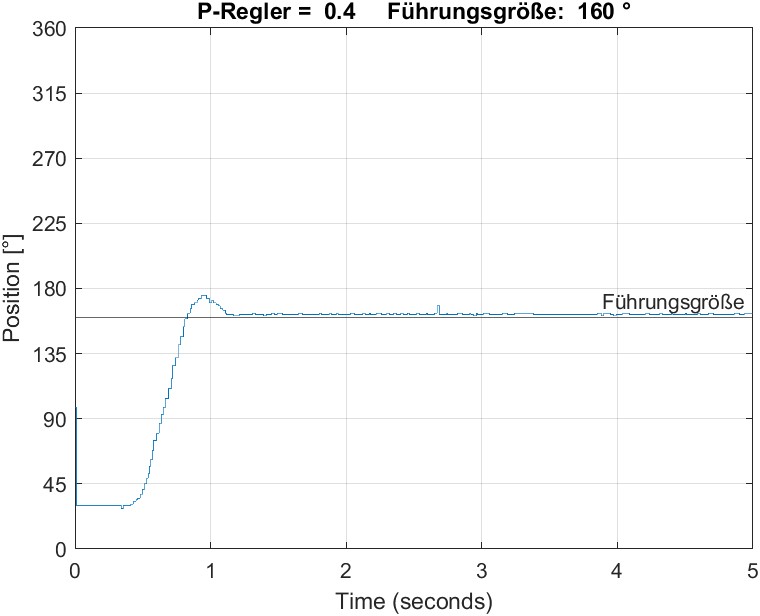 P-Regler = 0.4 Führungsgröße: 160 °
360
315
270
225
180
135
90
45
0
Position [°]
Führungsgröße
0 1 2 3 4 5
Time (seconds)